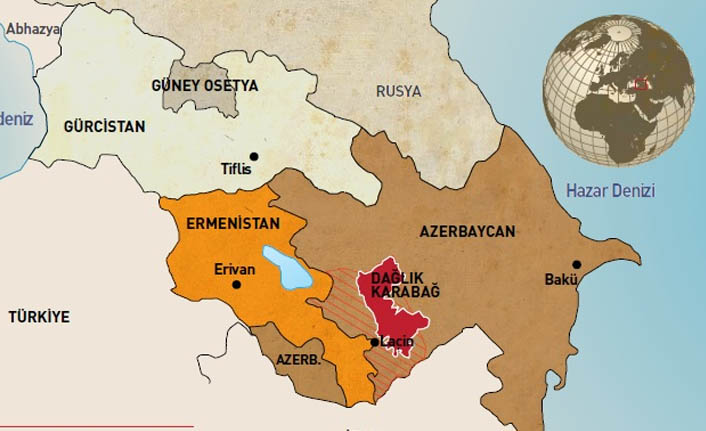 Abhazya
GÜNEY OSETYA
RUSYA
deniz
GÜRCİSTAN
Tiflis
Hazar Denizi
ERMENİSTAN
AZERBAYCAN
Erivan
DAĞLIK
KARABAĞ
Bakü
TÜRKİYE
Laçin
AZERB.